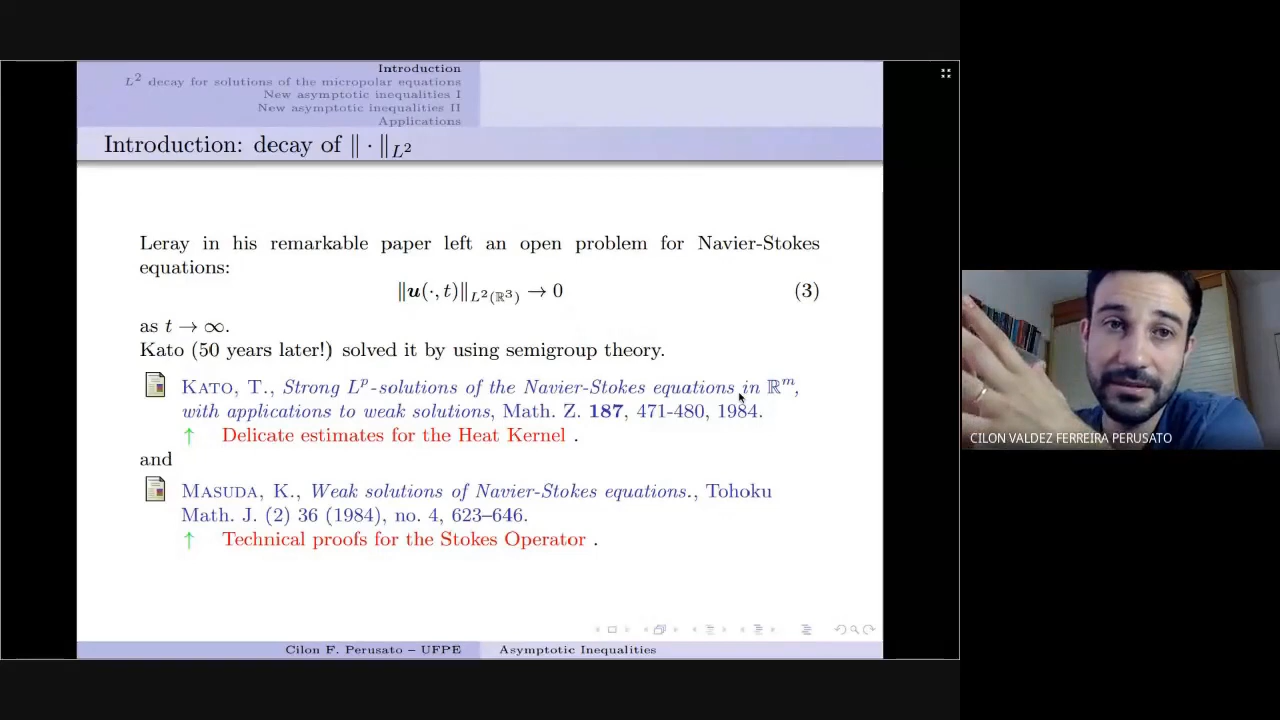 Introduction
L² decay for solutions of the micropolar equations
New asymptotic inequalities I
New asymptotic inequalities II
Applications
Introduction: decay of ‖ · ‖_{L²}
Leray in his remarkable paper left an open problem for Navier-Stokes
equations:
‖u(·, t)‖_{L²(ℝ³)} → 0 (3)
as t → ∞.
Kato (50 years later!) solved it by using semigroup theory.
KATO, T., Strong Lᵖ-solutions of the Navier-Stokes equations in ℝᵐ,
with applications to weak solutions, Math. Z. 187, 471-480, 1984.
↑ Delicate estimates for the Heat Kernel .
and
MASUDA, K., Weak solutions of Navier-Stokes equations., Tohoku
Math. J. (2) 36 (1984), no. 4, 623–646.
↑ Technical proofs for the Stokes Operator .
Cilon F. Perusato – UFPE Asymptotic Inequalities
CILON VALDEZ FERREIRA PERUSATO